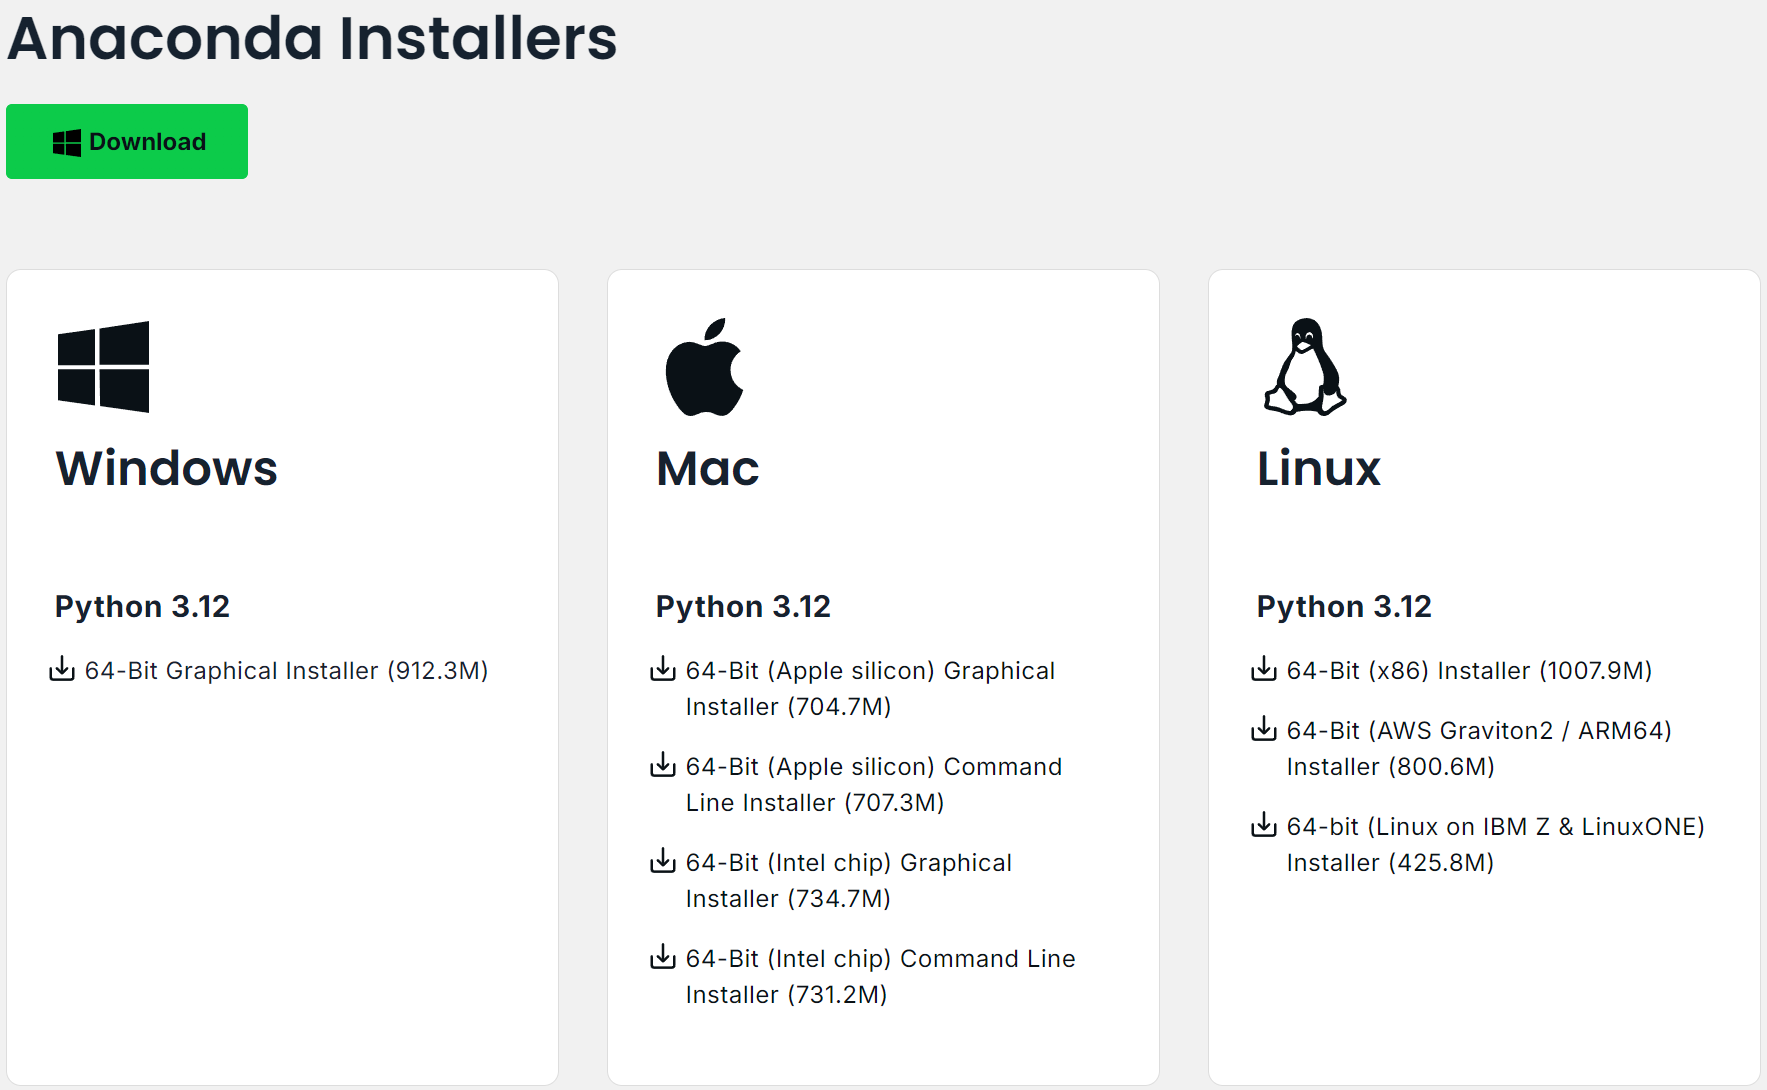 Anaconda Installers
Download
Windows
Python 3.12
64-Bit Graphical Installer (912.3M)
Mac
Python 3.12
64-Bit (Apple silicon) Graphical
Installer (704.7M)
64-Bit (Apple silicon) Command
Line Installer (707.3M)
64-Bit (Intel chip) Graphical
Installer (734.7M)
64-Bit (Intel chip) Command Line
Installer (731.2M)
Linux
Python 3.12
64-Bit (x86) Installer (1007.9M)
64-Bit (AWS Graviton2 / ARM64)
Installer (800.6M)
64-bit (Linux on IBM Z & LinuxONE)
Installer (425.8M)